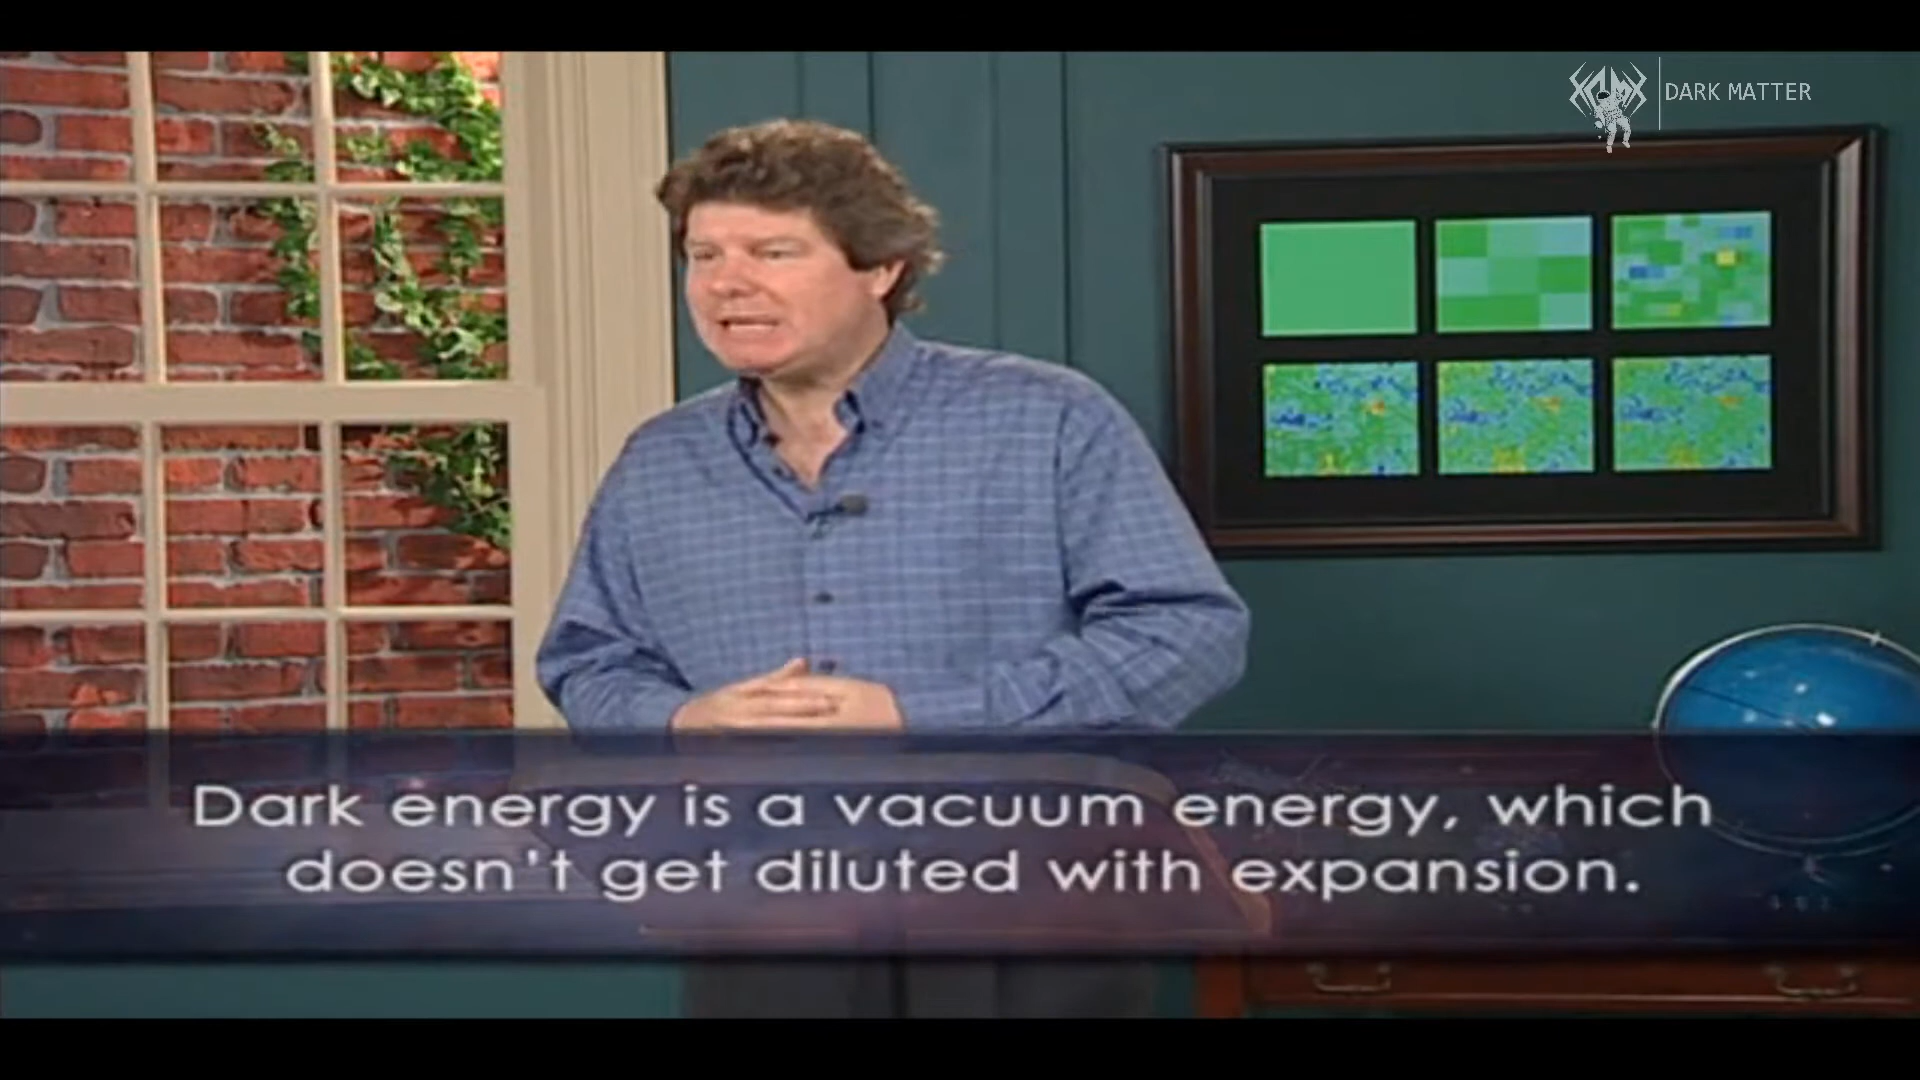 DARK MATTER
Dark energy is a vacuum energy, which
doesn't get diluted with expansion.